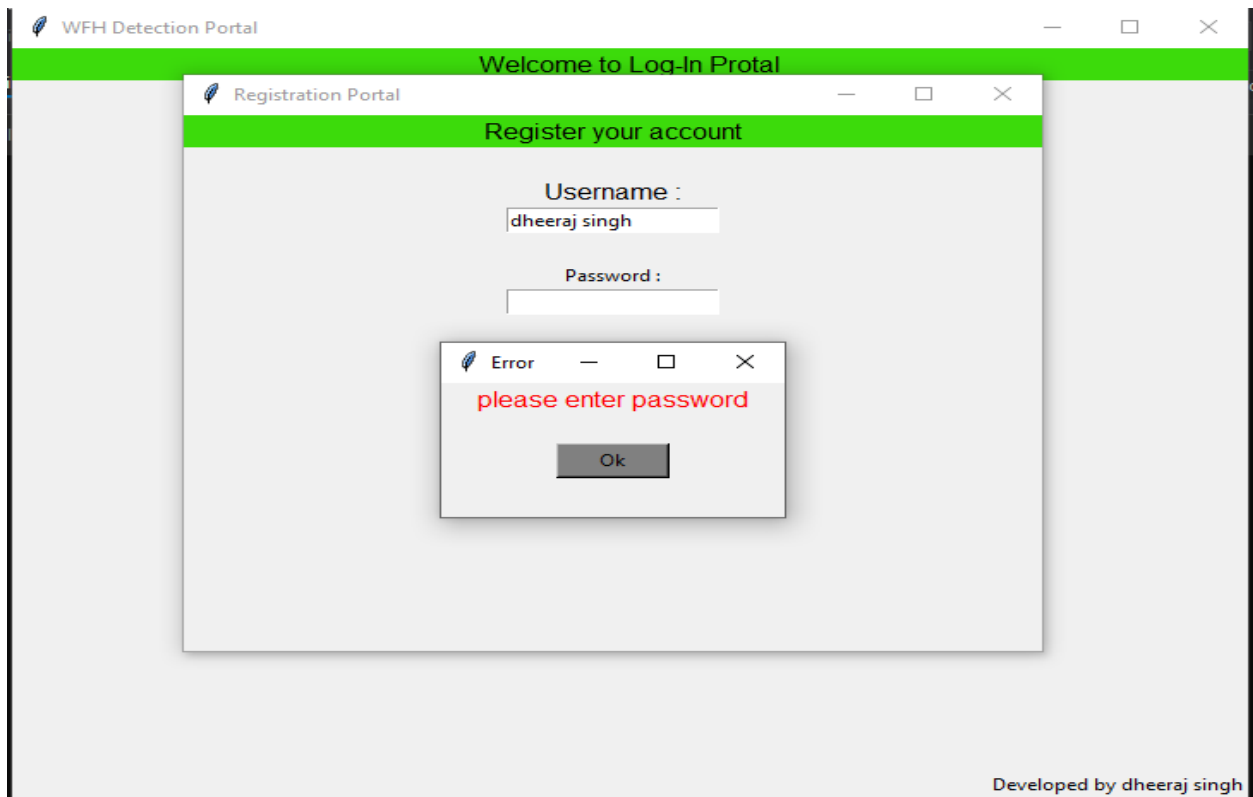 WFH Detection Portal
Welcome to Log-In Protal
Registration Portal
Register your account
Username :
dheeraj singh
Password :
Error
please enter password
Ok
Developed by dheeraj singh